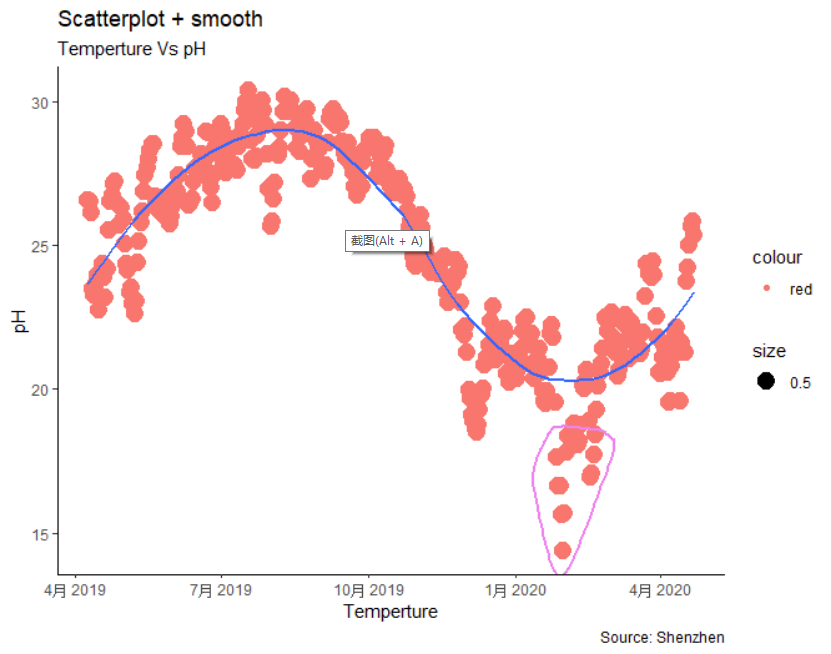 Scatterplot + smooth
Temperture Vs pH
30
25
20
15
pH
截图(Alt + A)
4月 2019
7月 2019
10月 2019
1月 2020
4月 2020
Temperture
Source: Shenzhen
colour
red
size
0.5